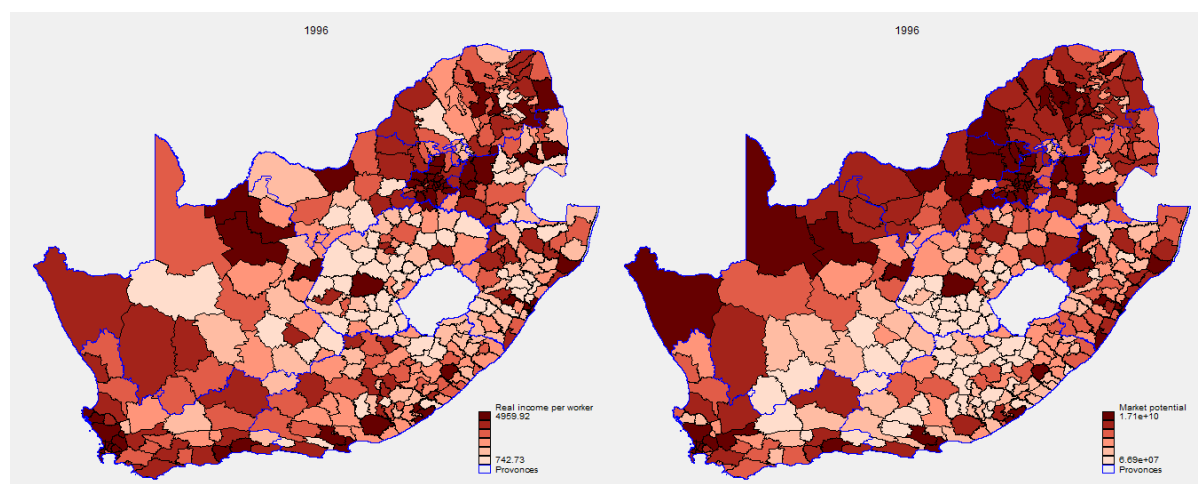 1996
Real income per worker
4959.92
742.73
Provonces
1996
Market potential
1.71e+10
6.69e+07
Provonces